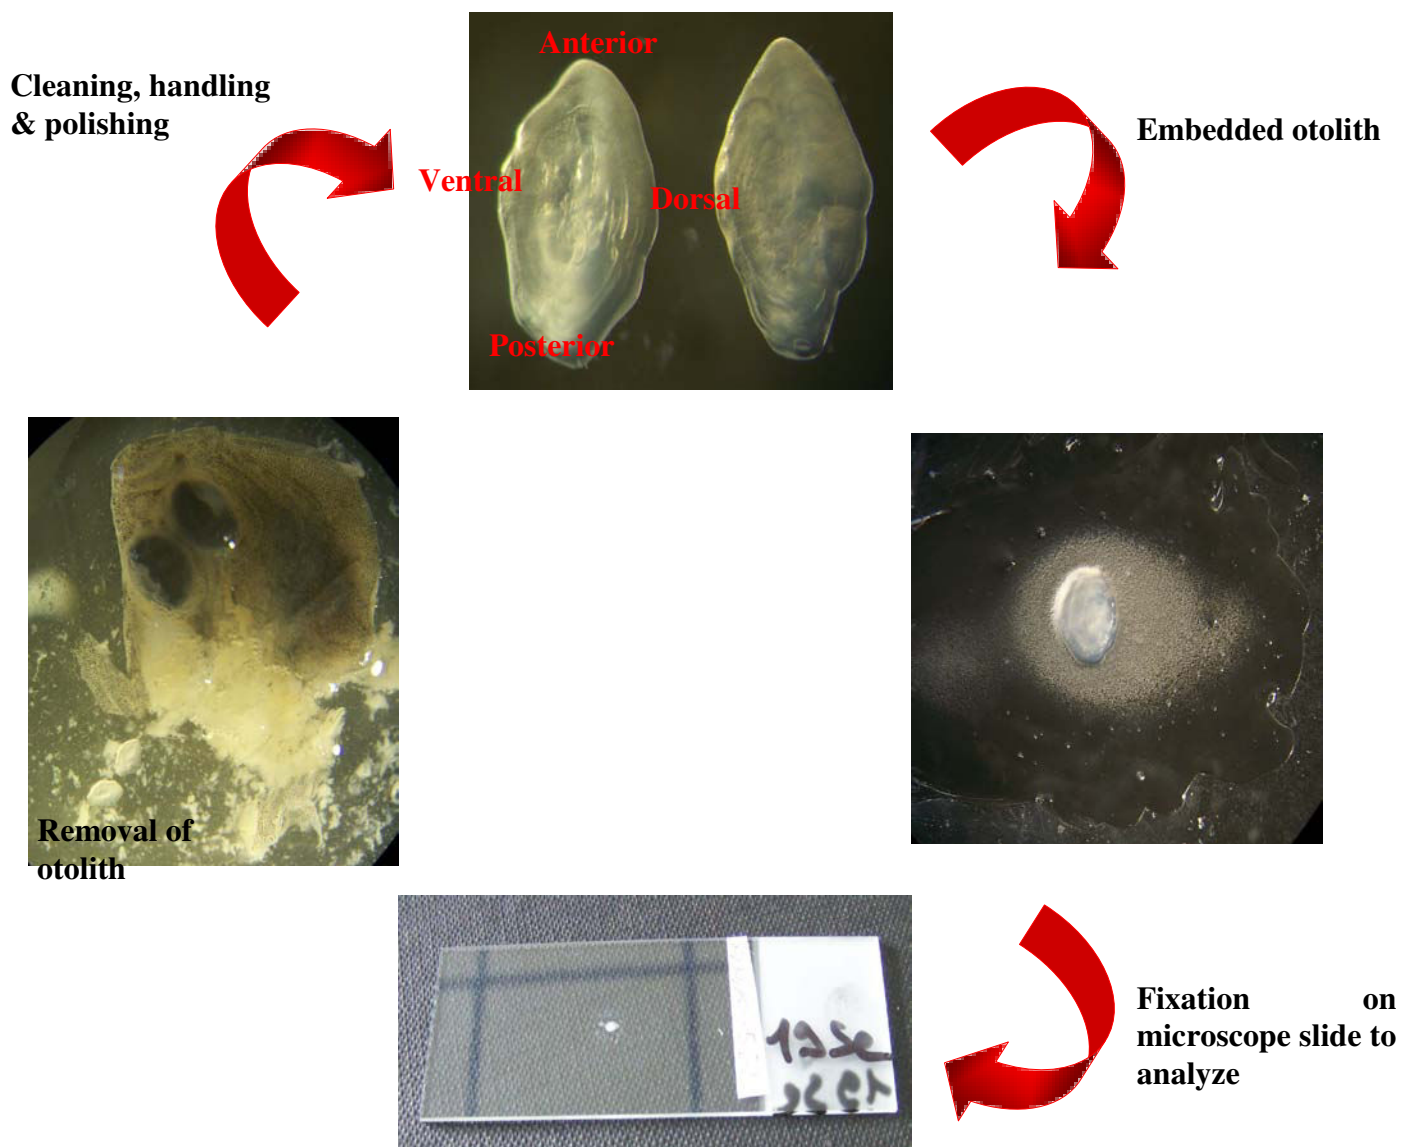 Anterior
Cleaning, handling
& polishing
Embedded otolith
Ventral
Dorsal
Posterior
Removal of
otolith
Fixation on
microscope slide to
analyze